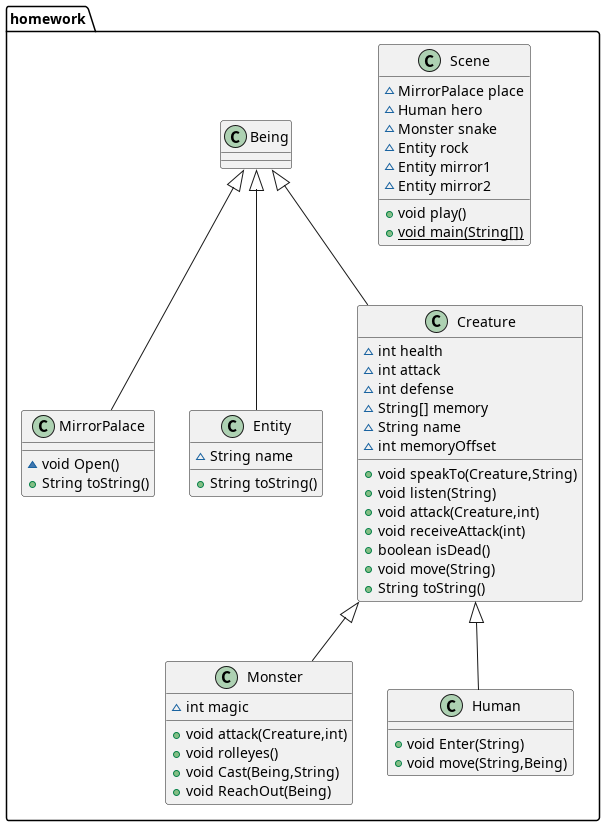 homework
C Scene
~ MirrorPalace place
~ Human hero
~ Monster snake
~ Entity rock
~ Entity mirror1
~ Entity mirror2
void play()
void main(String[])
C Being
C Creature
~ int health
~ int attack
~ int defense
~ String[] memory
~ String name
~ int memoryOffset
void speakTo(Creature,String)
void listen(String)
void attack(Creature,int)
void receiveAttack(int)
boolean isDead()
void move(String)
String toString()
C MirrorPalace
void Open()
String toString()
C Entity
~ String name
String toString()
C Monster
~ int magic
void attack(Creature,int)
void rolleyes()
void Cast(Being,String)
void ReachOut(Being)
C Human
void Enter(String)
void move(String,Being)